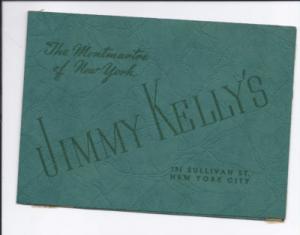 "The Montmartre
of New York"
JIMMY KELLY'S
181 SULLIVAN ST.
NEW YORK CITY